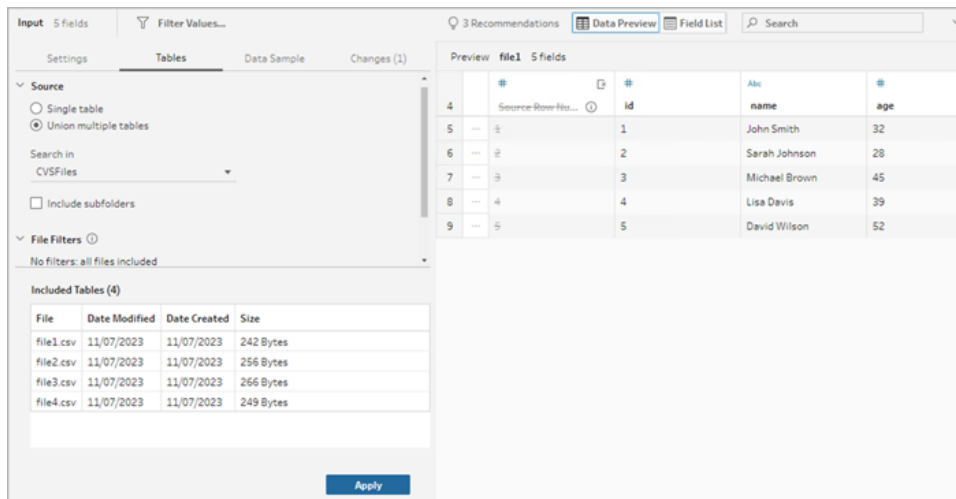 Input 5 fields Filter Values...
3 Recommendations Data Preview Field List Search
Settings Tables Data Sample Changes (1)
Source
Single table
Union multiple tables
Search in
CVSFiles
Include subfolders
File Filters
No filters: all files included
Included Tables (4)
File Date Modified Date Created Size
file1.csv 11/07/2023 11/07/2023 242 Bytes
file2.csv 11/07/2023 11/07/2023 256 Bytes
file3.csv 11/07/2023 11/07/2023 266 Bytes
file4.csv 11/07/2023 11/07/2023 249 Bytes
Apply
Preview file1 5 fields
# # Abc #
4 Source Row Nu... id name age
5 ... 1 1 John Smith 32
6 ... 2 2 Sarah Johnson 28
7 ... 3 3 Michael Brown 45
8 ... 4 4 Lisa Davis 39
9 ... 5 5 David Wilson 52